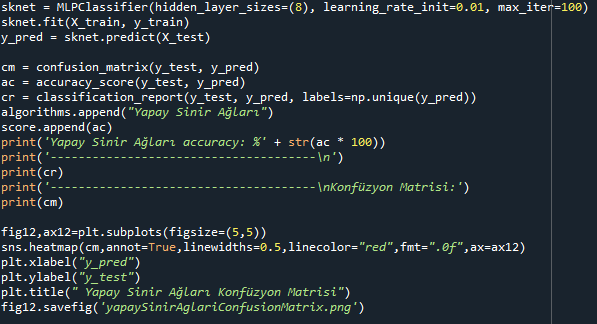 sknet = MLPClassifier(hidden_layer_sizes=(8), learning_rate_init=0.01, max_iter=100)
sknet.fit(X_train, y_train)
y_pred = sknet.predict(X_test)
cm = confusion_matrix(y_test, y_pred)
ac = accuracy_score(y_test, y_pred)
cr = classification_report(y_test, y_pred, labels=np.unique(y_pred))
algorithms.append("Yapay Sinir Ağları")
score.append(ac)
print('Yapay Sinir Ağları accuracy: %' + str(ac * 100))
print('--------------------------------------\n')
print(cr)
print('--------------------------------------\nKonfüzyon Matrisi:')
print(cm)
fig12,ax12=plt.subplots(figsize=(5,5))
sns.heatmap(cm,annot=True,linewidths=0.5,linecolor="red",fmt=".0f",ax=ax12)
plt.xlabel("y_pred")
plt.ylabel("y_test")
plt.title(" Yapay Sinir Ağları Konfüzyon Matrisi")
fig12.savefig('yapaySinirAglariConfusionMatrix.png')